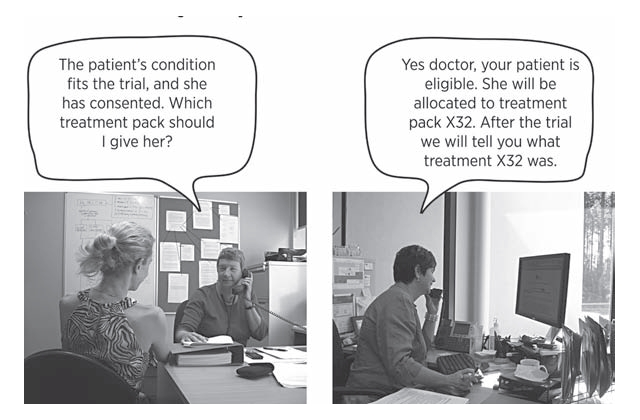 The patient's condition
fits the trial, and she
has consented. Which
treatment pack should
I give her?
Yes doctor, your patient is
eligible. She will be
allocated to treatment
pack X32. After the trial
we will tell you what
treatment X32 was.